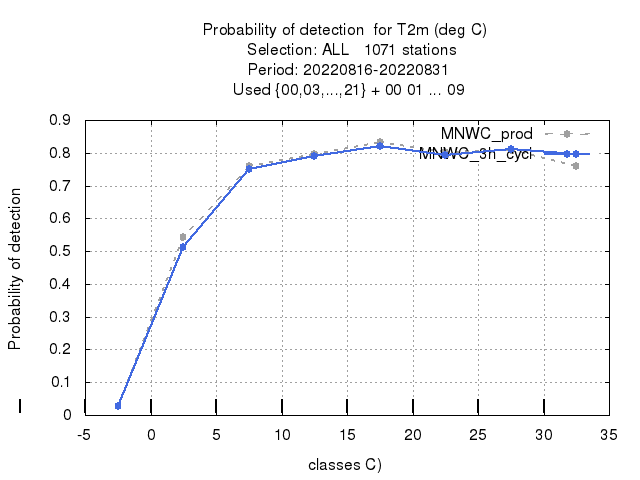 Probability of detection for T2m (deg C)
Selection: ALL 1071 stations
Period: 20220816-20220831
Used {00,03,...,21} + 00 01 ... 09
0.9
0.8
0.7
0.6
0.5
0.4
0.3
0.2
0.1
0
Probability of detection
MNWC_prod
MNWC_3h_cycl
-5
0
5
10
15
20
25
30
35
classes C)